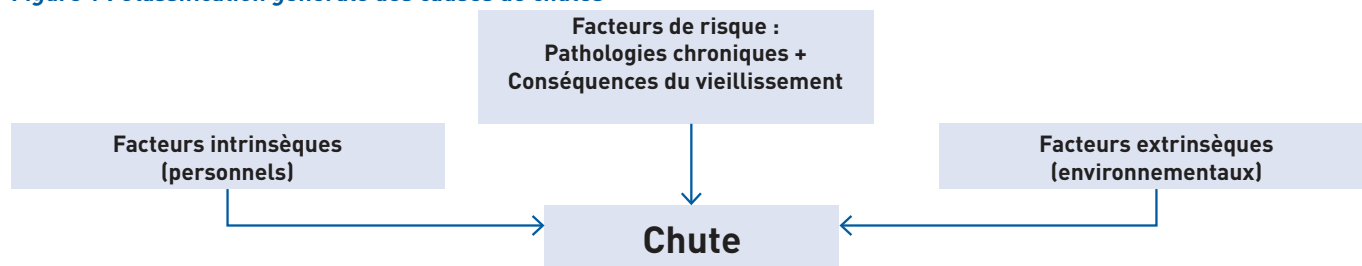 Facteurs de risque :
Pathologies chroniques +
Conséquences du vieillissement
Facteurs intrinsèques
(personnels)
Facteurs extrinsèques
(environnementaux)
Chute